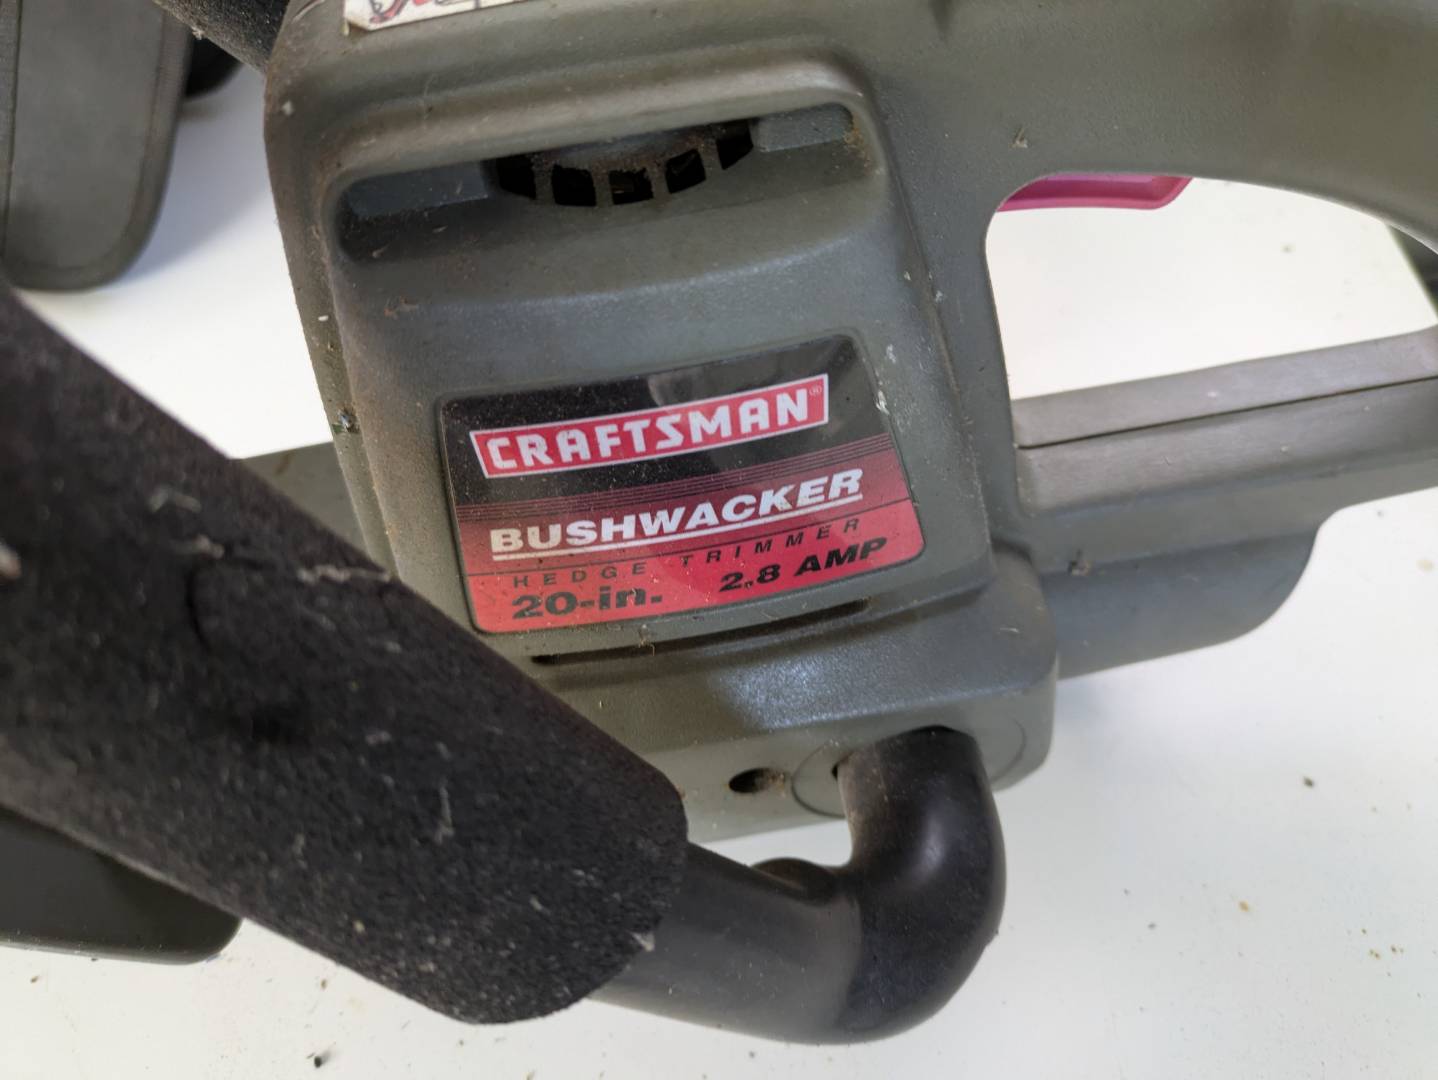 CRAFTSMAN®
BUSHWACKER
HEDGE TRIMMER
20-in. 2.8 AMP